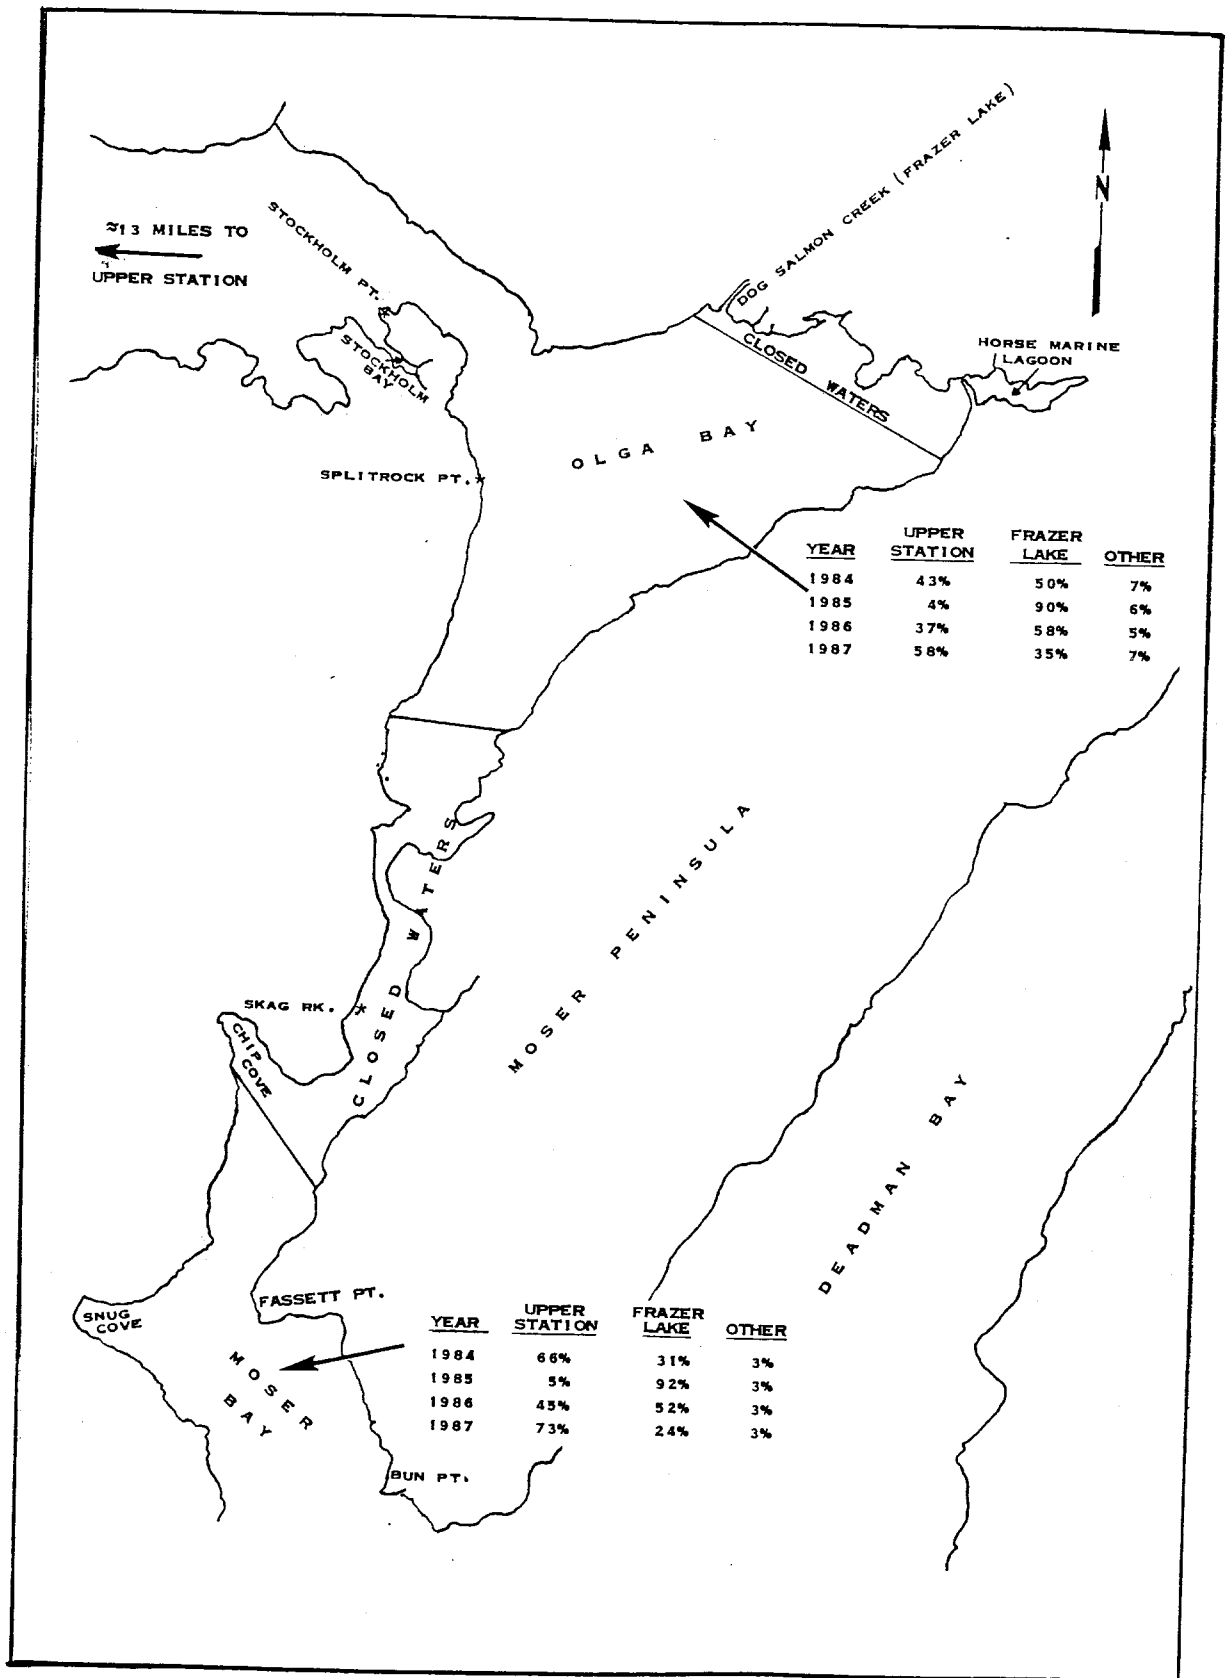 DOG SALMON CREEK (FRAZER LAKE)
N
≈13 MILES TO
UPPER STATION
STOCKHOLM PT.
STOCKHOLM
BAY
CLOSED WATERS
HORSE MARINE
LAGOON
OLGA BAY
SPLITROCK PT.
YEAR UPPER STATION FRAZER LAKE OTHER
1984 43% 50% 7%
1985 4% 90% 6%
1986 37% 58% 5%
1987 58% 35% 7%
CLOSED WATERS
MOSER PENINSULA
SKAG RK.
CHIP
COVE
DEADMAN BAY
SNUG
COVE
FASSETT PT.
MOSER
BAY
YEAR UPPER STATION FRAZER LAKE OTHER
1984 66% 31% 3%
1985 5% 92% 3%
1986 45% 52% 3%
1987 73% 24% 3%
BUN PT.